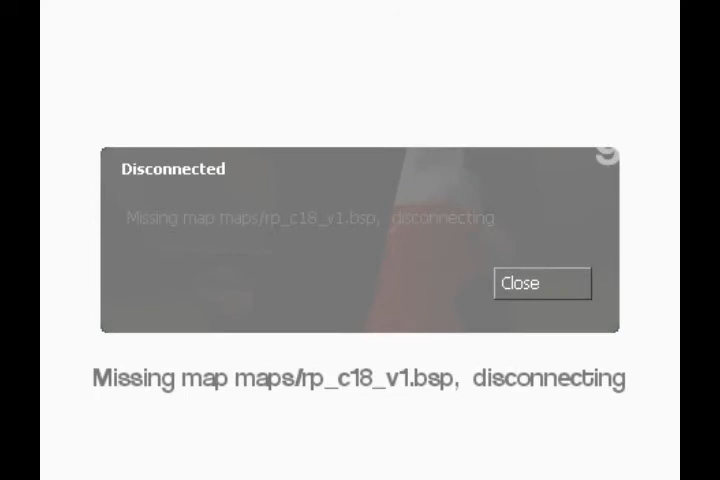 Disconnected
Missing map maps/rp_c18_v1.bsp, disconnecting
Close
Missing map maps/rp_c18_v1.bsp, disconnecting